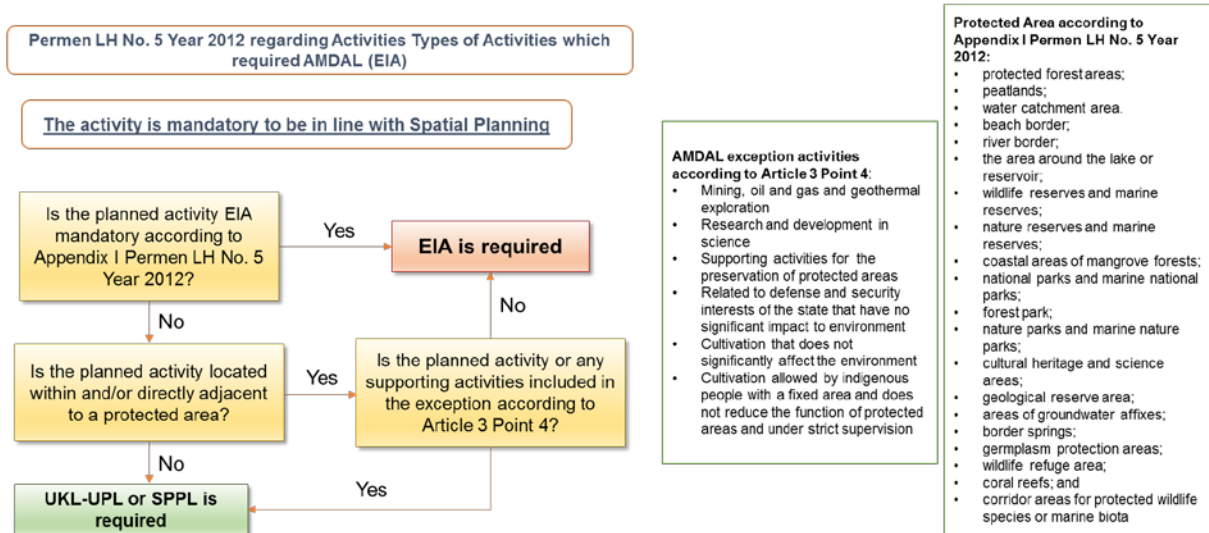 Permen LH No. 5 Year 2012 regarding Activities Types of Activities which
required AMDAL (EIA)
The activity is mandatory to be in line with Spatial Planning
Is the planned activity EIA
mandatory according to
Appendix I Permen LH No. 5
Year 2012?
Yes
EIA is required
No
No
Is the planned activity located
within and/or directly adjacent
to a protected area?
Yes
Is the planned activity or any
supporting activities included in
the exception according to
Article 3 Point 4?
No
Yes
UKL-UPL or SPPL is
required
AMDAL exception activities
according to Article 3 Point 4:
• Mining, oil and gas and geothermal
exploration
• Research and development in
science
• Supporting activities for the
preservation of protected areas
• Related to defense and security
interests of the state that have no
significant impact to environment
• Cultivation that does not
significantly affect the environment
• Cultivation allowed by indigenous
people with a fixed area and does
not reduce the function of protected
areas and under strict supervision
Protected Area according to
Appendix I Permen LH No. 5 Year
2012:
• protected forest areas;
• peatlands;
• water catchment area.
• beach border;
• river border;
• the area around the lake or
reservoir;
• wildlife reserves and marine
reserves;
• nature reserves and marine
reserves;
• coastal areas of mangrove forests;
• national parks and marine national
parks;
• forest park;
• nature parks and marine nature
parks;
• cultural heritage and science
areas;
• geological reserve area;
• areas of groundwater affixes;
• border springs;
• germplasm protection areas;
• wildlife refuge area;
• coral reefs; and
• corridor areas for protected wildlife
species or marine biota